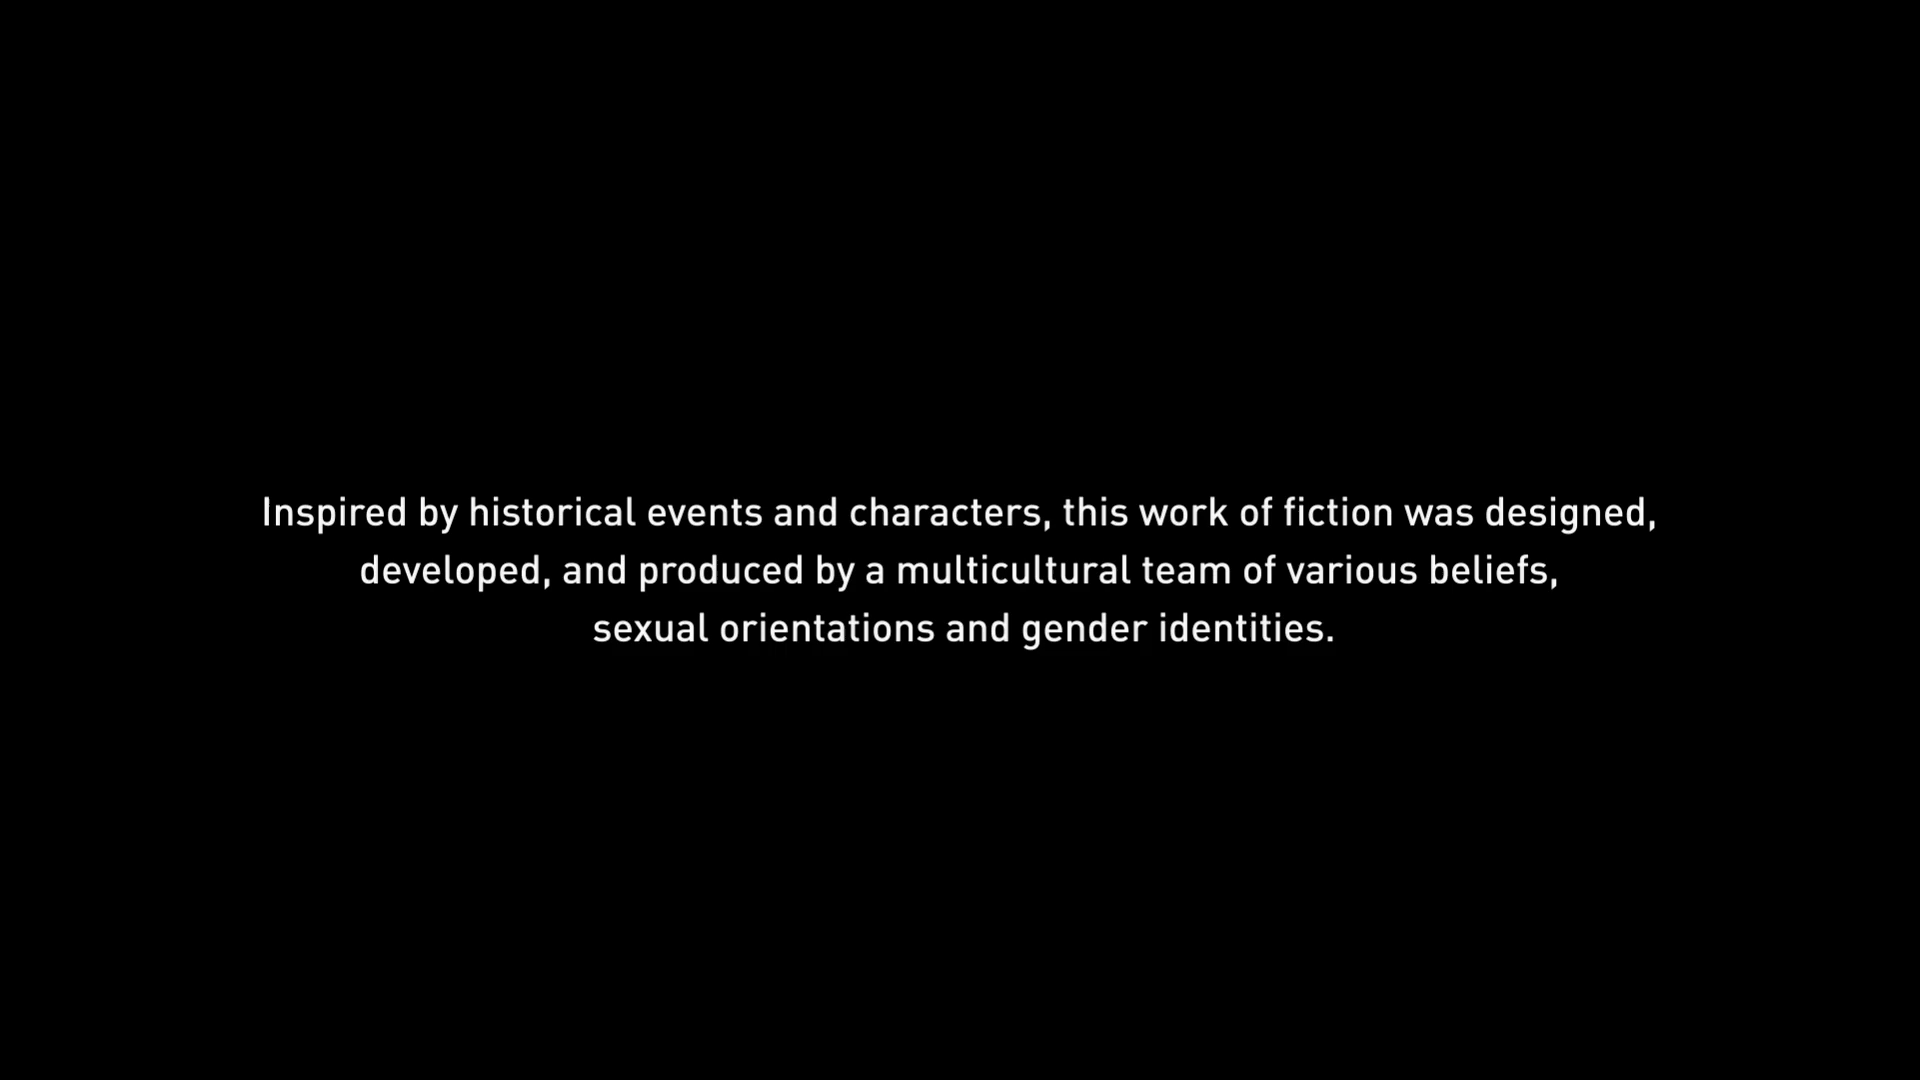 Inspired by historical events and characters, this work of fiction was designed,
developed, and produced by a multicultural team of various beliefs,
sexual orientations and gender identities.